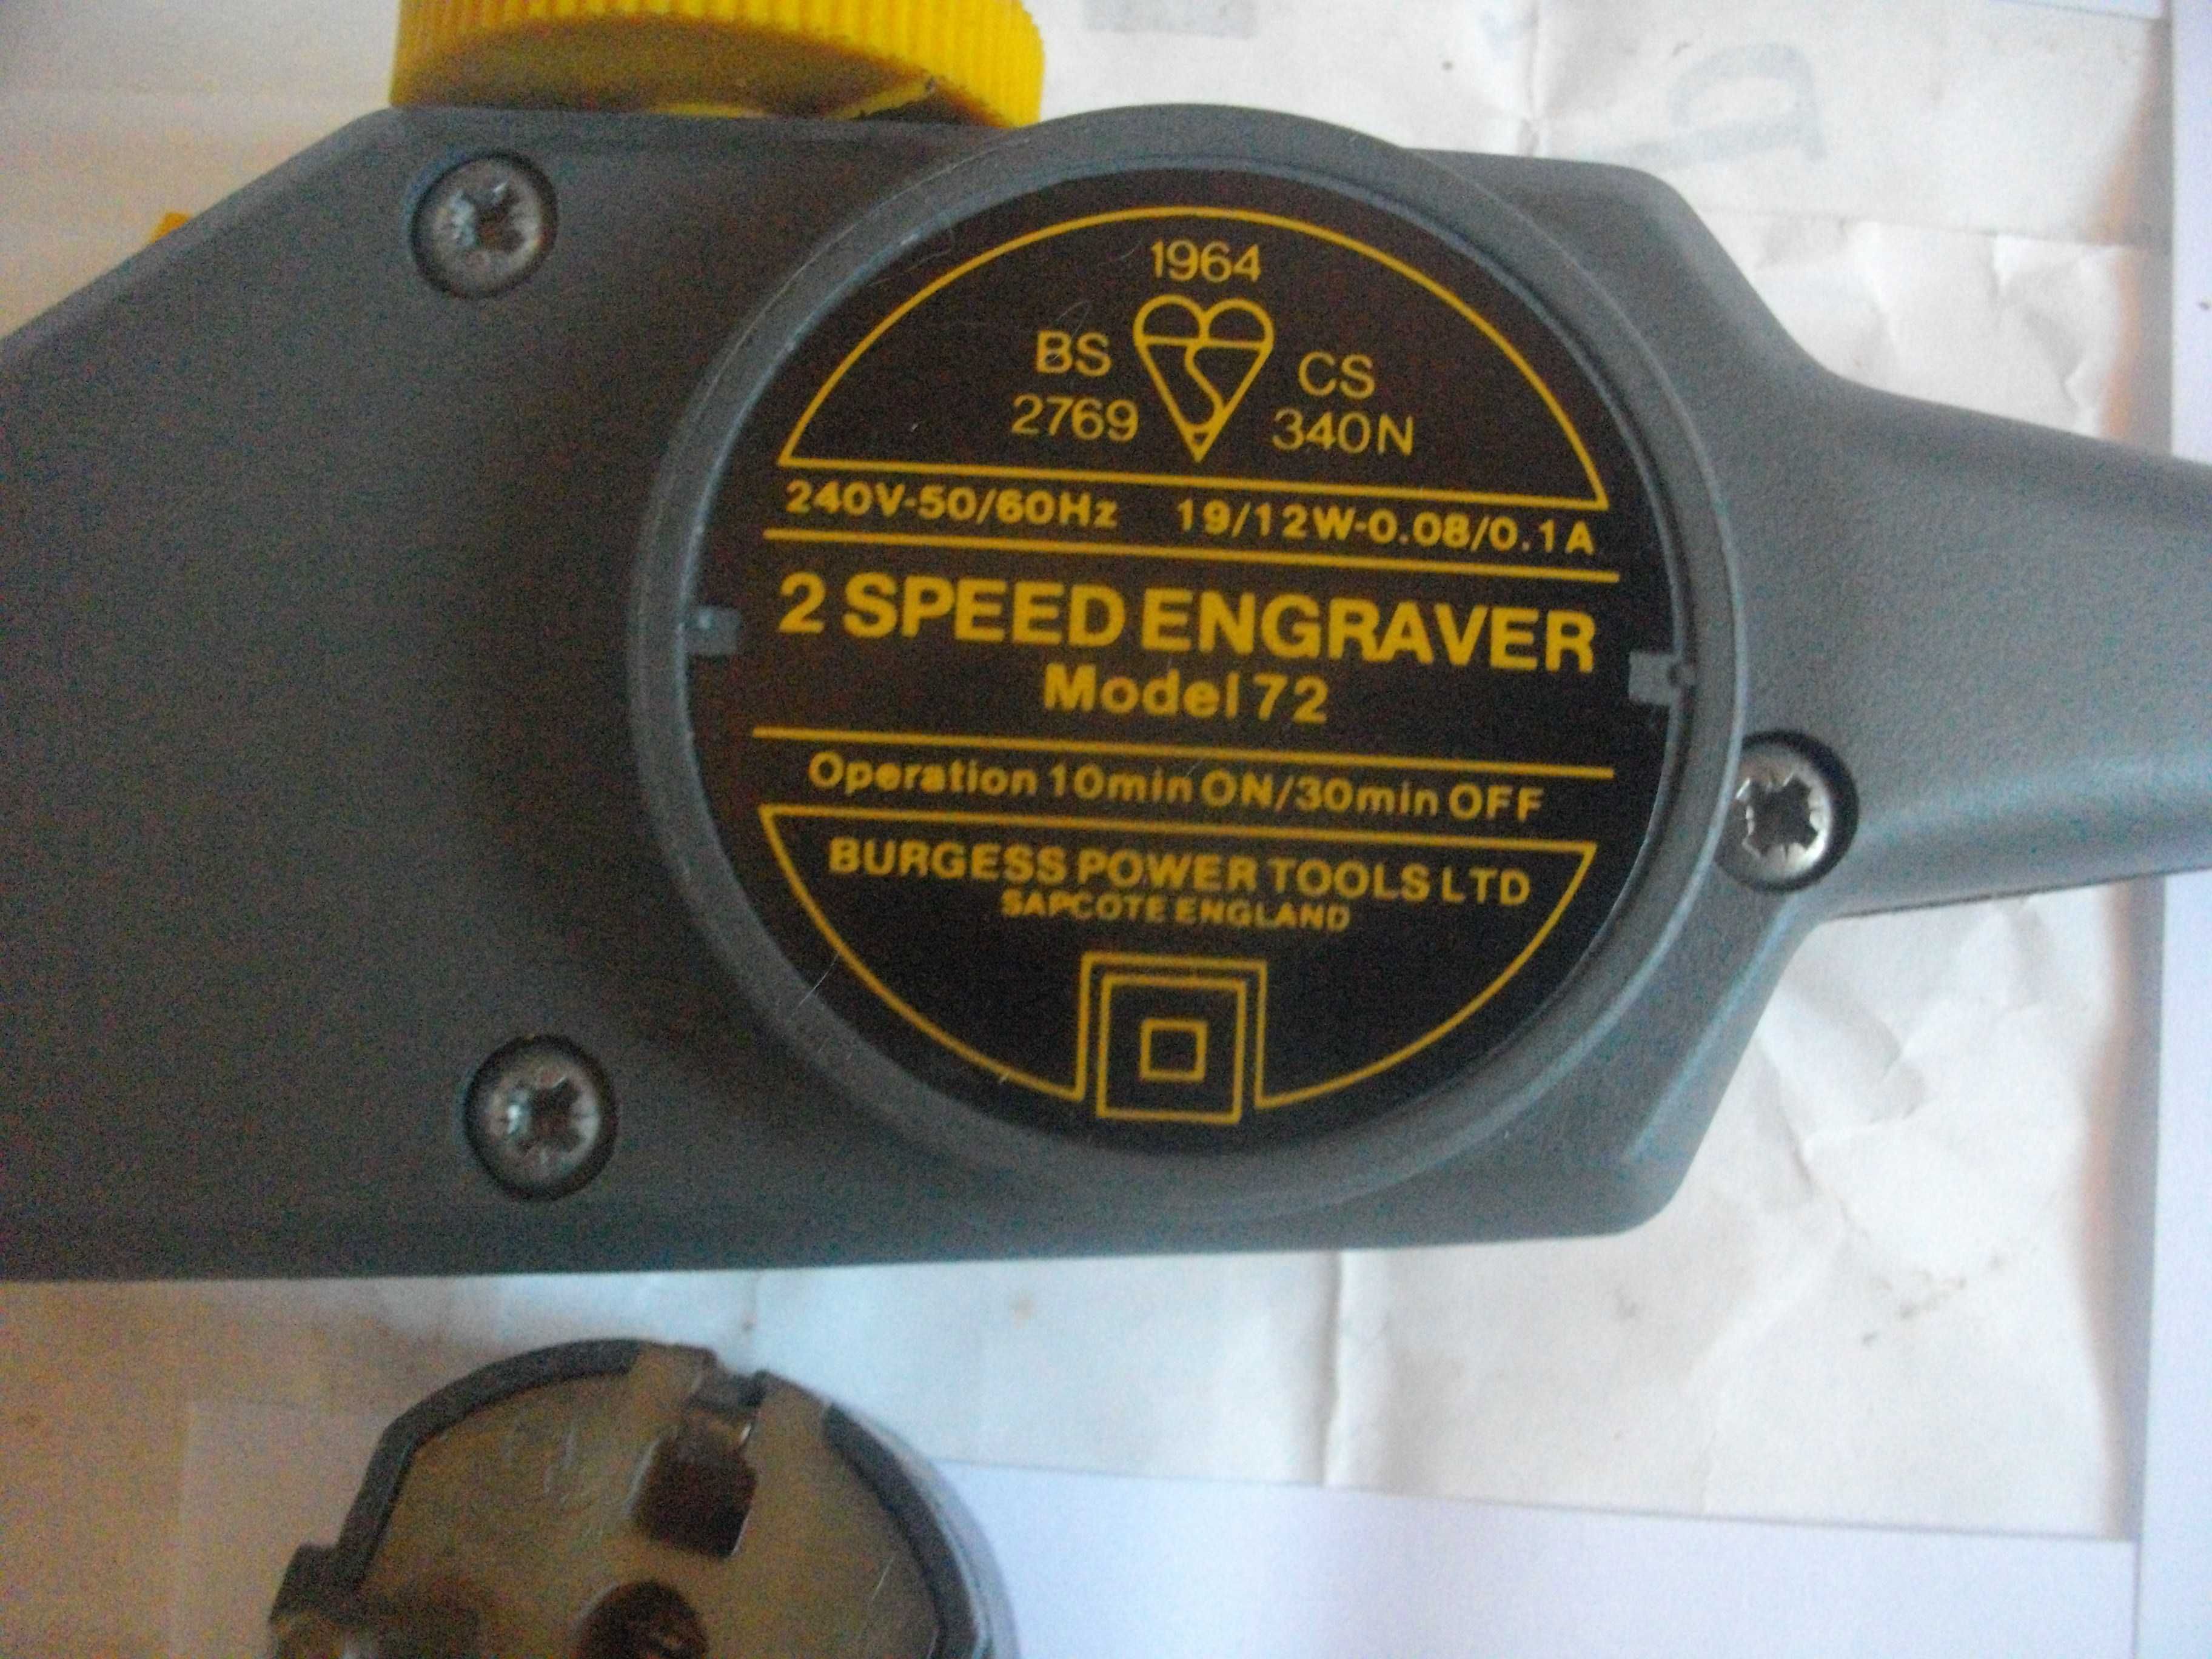 1964
BS CS
2769 340N
240V-50/60Hz 19/12W-0.08/0.1A
2 SPEED ENGRAVER
Model 72
Operation 10min ON/30min OFF
BURGESS POWER TOOLS LTD
SAPCOTE ENGLAND